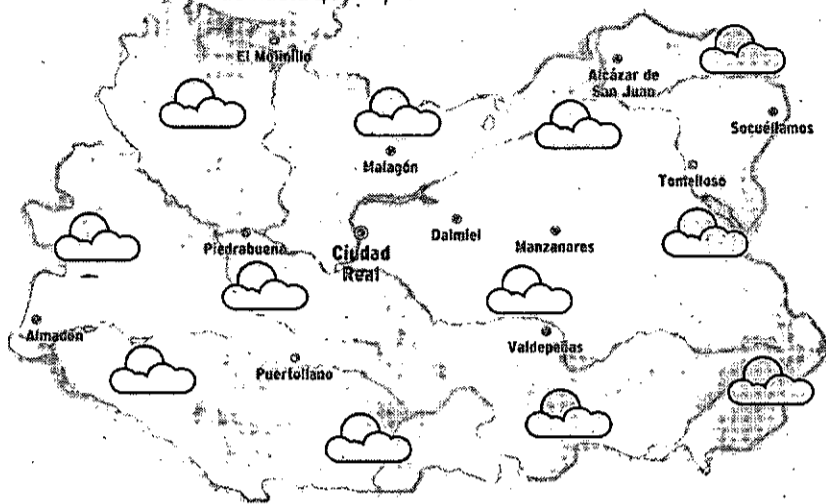 El Molinillo
Alcázar de
San Juan
Socuéllamos
Malagón
Tomelloso
Piedrabuena
Ciudad
Real
Daimiel
Manzanares
Almadén
Valdepeñas
Puertollano